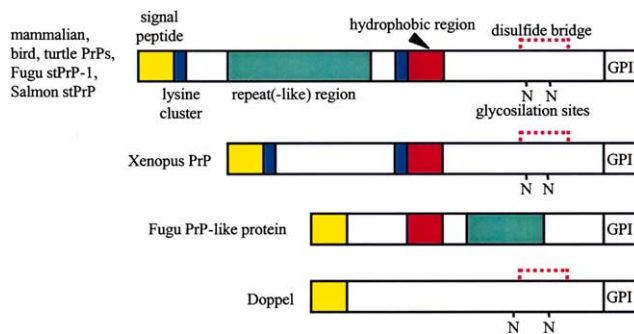 mammalian,
bird, turtle PrPs,
Fugu stPrP-1,
Salmon stPrP
signal
peptide
hydrophobic region
disulfide bridge
GPI
lysine
cluster
repeat(-like) region
N N
glycosilation sites
Xenopus PrP
GPI
N N
Fugu PrP-like protein
GPI
Doppel
GPI
N N